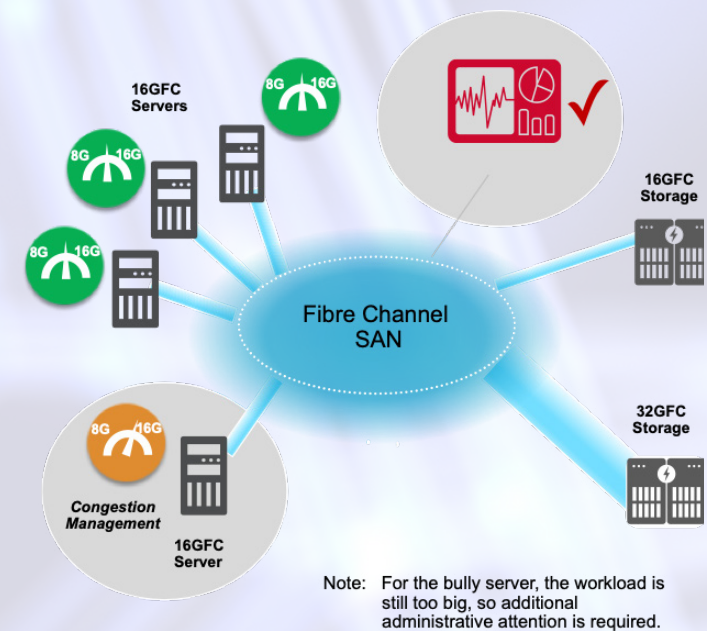 8G 16G
16GFC
Servers
8G 16G
8G 16G
16GFC
Storage
Fibre Channel
SAN
32GFC
Storage
8G 16G
Congestion
Management
16GFC
Server
Note: For the bully server, the workload is
still too big, so additional
administrative attention is required.